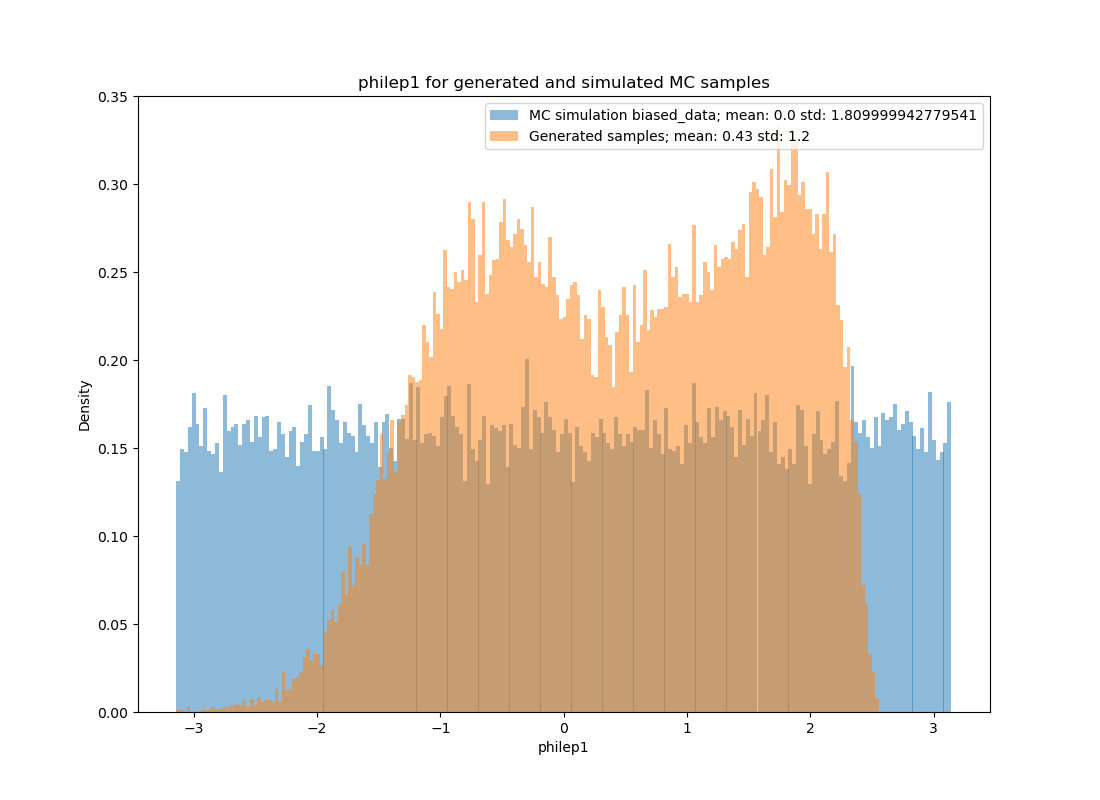 philep1 for generated and simulated MC samples
MC simulation biased_data; mean: 0.0 std: 1.809999942779541
Generated samples; mean: 0.43 std: 1.2
0.35
0.30
0.25
0.20
0.15
0.10
0.05
0.00
Density
−3 −2 −1 0 1 2 3
philep1